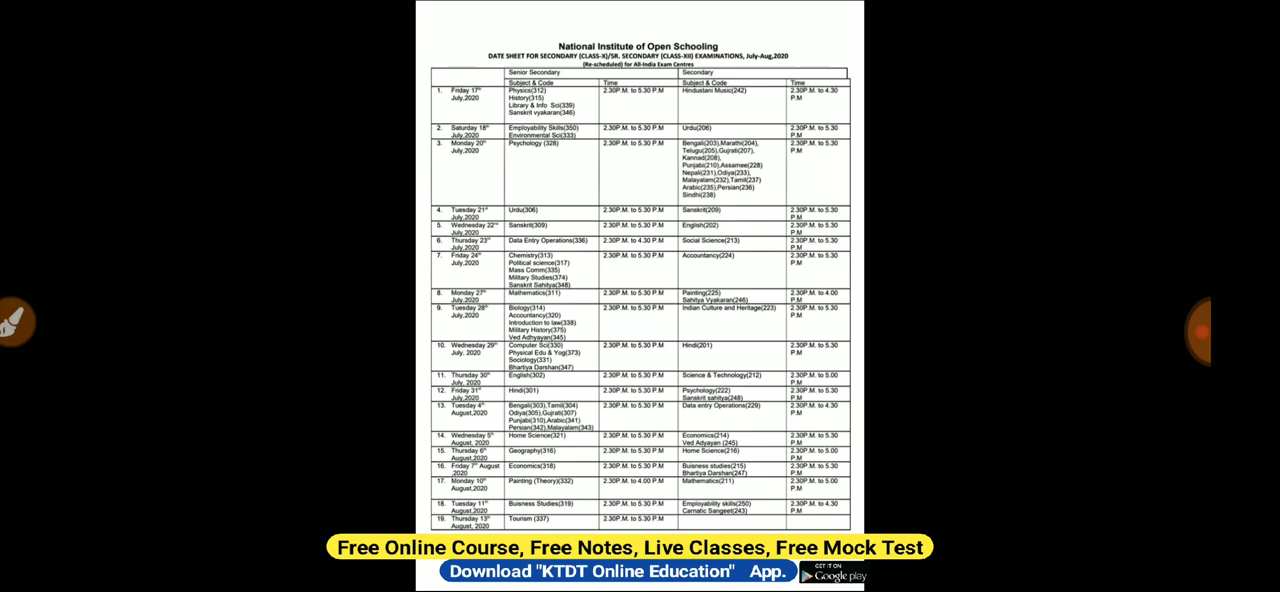 National Institute of Open Schooling
DATE SHEET FOR SECONDARY (CLASS-X)/SR. SECONDARY (CLASS-XII) EXAMINATIONS, July-Aug,2020
(Re-scheduled) for All-India Exam Centres
Senior Secondary Secondary
Subject & Code Time Subject & Code Time
1. Friday 17th Physics(312) 2.30P.M. to 5.30 P.M Hindustani Music(242) 2.30P.M. to 4.30
July,2020 History(315) P.M
Library & Info Sci(339)
Sanskrit vyakaran(346)
2. Saturday 18th Employability Skills(350) 2.30P.M. to 5.30 P.M Urdu(206) 2.30P.M. to 5.30
July,2020 Environmental Sci(333) P.M
3. Monday 20th Psychology (328) 2.30P.M. to 5.30 P.M Bengali(203),Marathi(204), 2.30P.M. to 5.30
July,2020 Telugu(205),Gujrati(207), P.M
Kannad(208),
Punjabi(210),Assamee(228)
Nepali(231),Odiya(233),
Malayalam(232),Tamil(237)
Arabic(235),Persian(236)
Sindhi(238)
4. Tuesday 21st Urdu(306) 2.30P.M. to 5.30 P.M Sanskrit(209) 2.30P.M. to 5.30
July,2020 P.M
5. Wednesday 22nd Sanskrit(309) 2.30P.M. to 5.30 P.M English(202) 2.30P.M. to 5.30
July,2020 P.M
6. Thursday 23rd Data Entry Operations(336) 2.30P.M. to 4.30 P.M Social Science(213) 2.30P.M. to 5.30
July,2020 P.M
7. Friday 24th Chemistry(313) 2.30P.M. to 5.30 P.M Accountancy(224) 2.30P.M. to 5.30
July,2020 Political science(317) P.M
Mass Comm(335)
Military Studies(374)
Sanskrit Sahitya(348)
8. Monday 27th Mathematics(311) 2.30P.M. to 5.30 P.M Painting(225) 2.30P.M. to 4.00
July,2020 Sahitya Vyakaran(246) P.M
9. Tuesday 28th Biology(314) 2.30P.M. to 5.30 P.M Indian Culture and Heritage(223) 2.30P.M. to 5.30
July,2020 Accountancy(320) P.M
Introduction to law(338)
Military History(375)
Ved Adhyayan(345)
10. Wednesday 29th Computer Sci(330) 2.30P.M. to 5.30 P.M Hindi(201) 2.30P.M. to 5.30
July, 2020 Physical Edu & Yog(373) P.M
Sociology(331)
Bhartiya Darshan(347)
11. Thursday 30th English(302) 2.30P.M. to 5.30 P.M Science & Technology(212) 2.30P.M. to 5.00
July, 2020 P.M
12. Friday 31st Hindi(301) 2.30P.M. to 5.30 P.M Psychology(222) 2.30P.M. to 5.30
July,2020 Sanskrit sahitya(248) P.M
13. Tuesday 4th Bengali(303),Tamil(304) 2.30P.M. to 5.30 P.M Data entry Operations(229) 2.30P.M. to 4.30
August,2020 Odiya(305),Gujrati(307) P.M
Punjabi(310),Arabic(341)
Persian(342),Malayalam(343)
14. Wednesday 5th Home Science(321) 2.30P.M. to 5.30 P.M Economics(214) 2.30P.M. to 5.30
August, 2020 Ved Adyayan (245) P.M
15. Thursday 6th Geography(316) 2.30P.M. to 5.30 P.M Home Science(216) 2.30P.M. to 5.00
August,2020 P.M
16. Friday 7th August Economics(318) 2.30P.M. to 5.30 P.M Buisness studies(215) 2.30P.M. to 5.30
,2020 Bhartiya Darshan(247) P.M
17. Monday 10th Painting (Theory)(332) 2.30P.M. to 4.00 P.M Mathematics(211) 2.30P.M. to 5.00
August,2020 P.M
18. Tuesday 11th Buisness Studies(319) 2.30P.M. to 5.30 P.M Employability skills(250) 2.30P.M. to 4.30
August,2020 Carnatic Sangeet(243) P.M
19. Thursday 13th Tourism (337) 2.30P.M. to 5.30 P.M
August, 2020
Free Online Course, Free Notes, Live Classes, Free Mock Test
Download "KTDT Online Education" App. GET IT ON
Google play